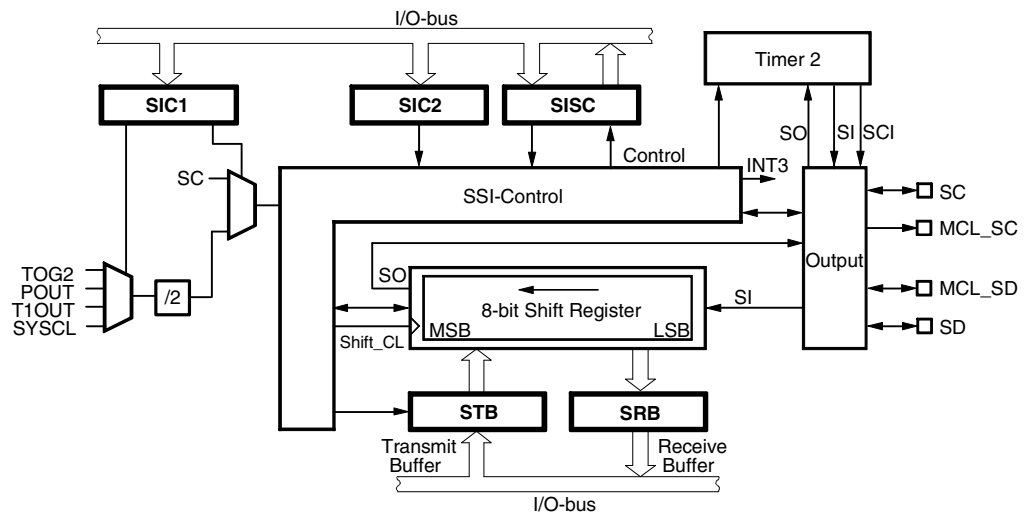 I/O-bus
Timer 2
SIC1
SIC2
SISC
SO
SI
SCI
Control
INT3
SC
SSI-Control
SC
MCL_SC
Output
TOG2
POUT
T1OUT
SYSCL
/2
SO
8-bit Shift Register
MSB
LSB
SI
MCL_SD
SD
Shift_CL
STB
SRB
Transmit
Buffer
Receive
Buffer
I/O-bus